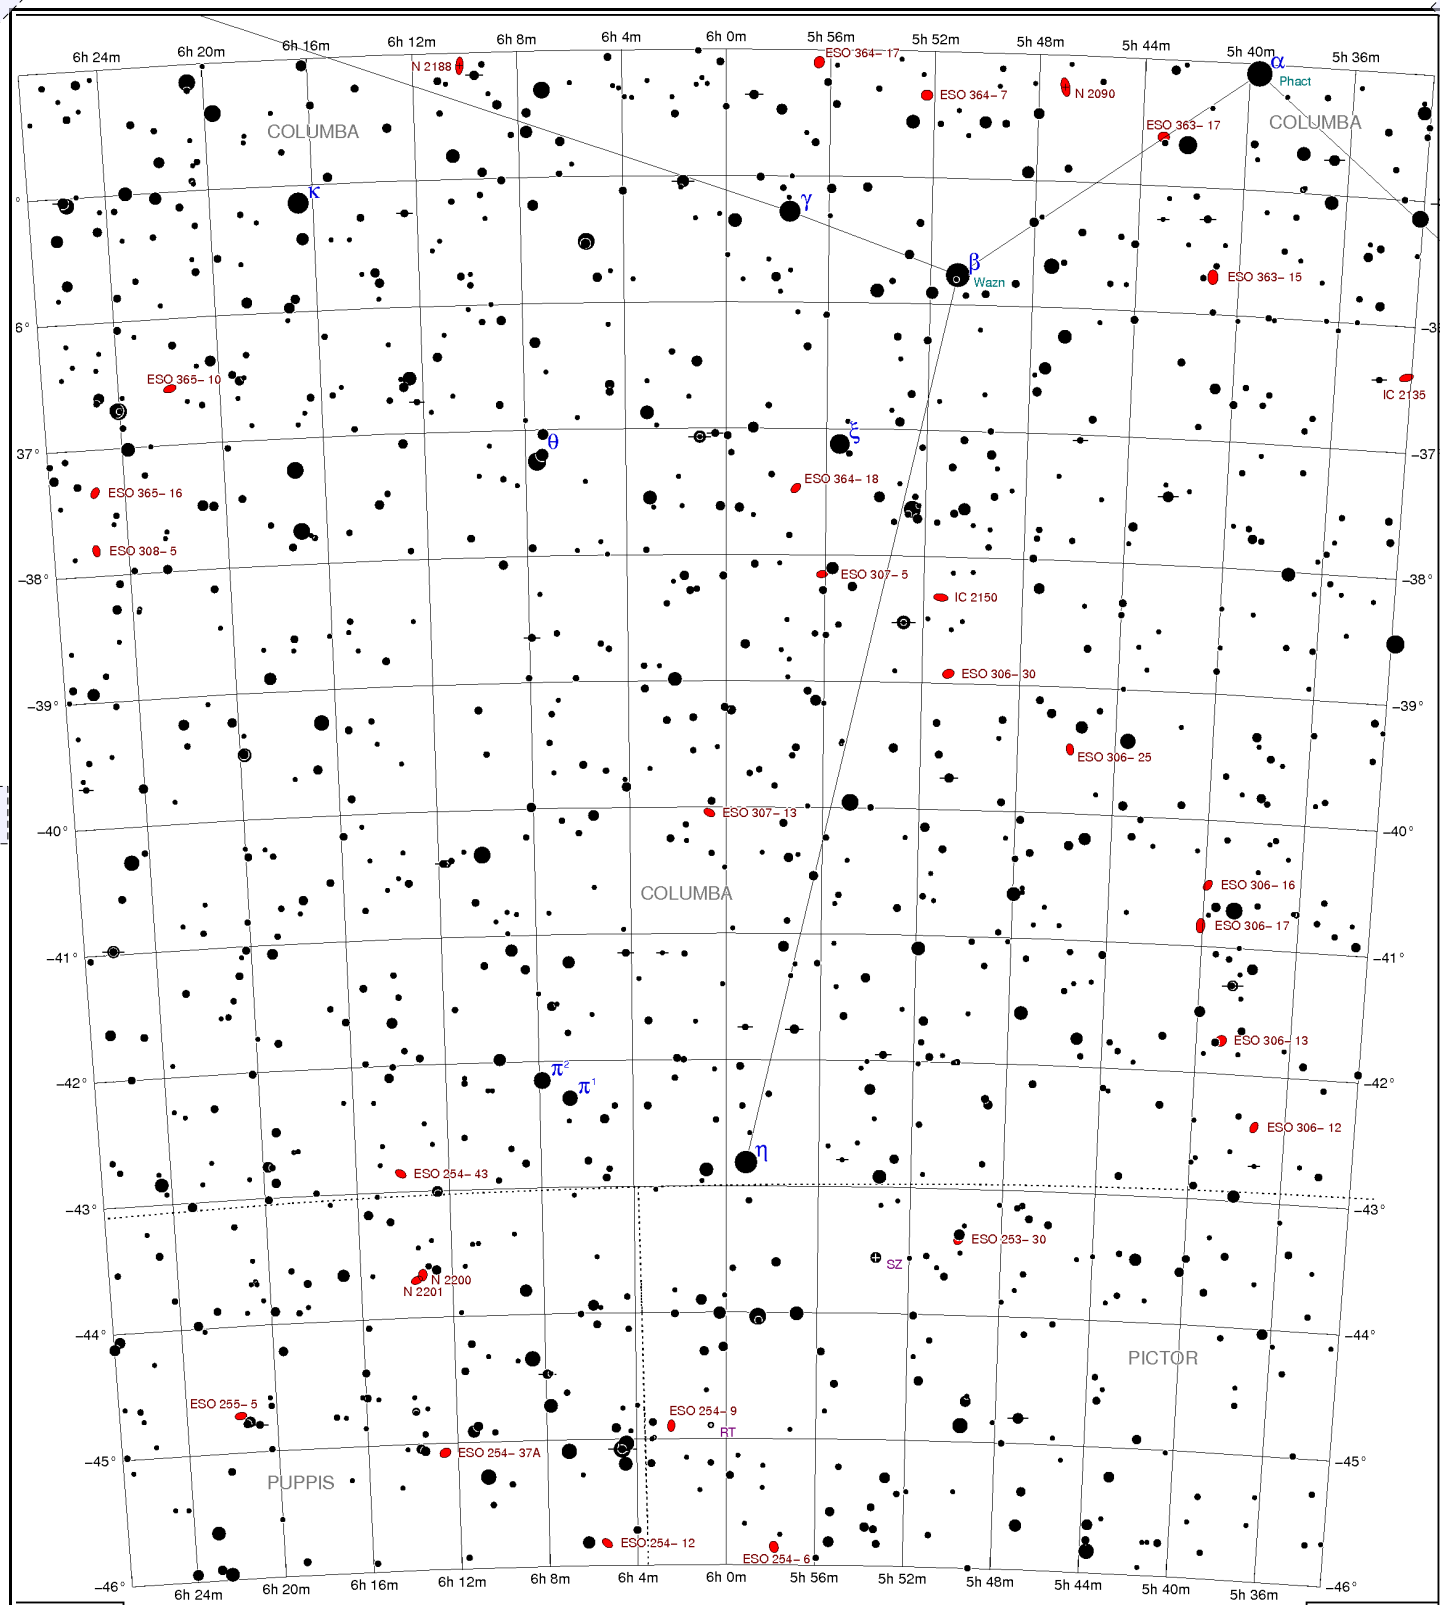 6h 24m 6h 20m 6h 16m 6h 12m 6h 8m 6h 4m 6h 0m 5h 56m 5h 52m 5h 48m 5h 44m 5h 40m 5h 36m
ESO 364- 17
N 2188
α
Phact
ESO 364- 7
N 2090
COLUMBA
COLUMBA
ESO 363- 17
κ
γ
°
β
Wazn
ESO 363- 15
6°
ESO 365- 10
IC 2135
θ
ξ
37°
-37°
ESO 364- 18
ESO 365- 16
ESO 308- 5
ESO 307- 5
-38°
-38°
IC 2150
ESO 306- 30
-39°
-39°
ESO 306- 25
ESO 307- 13
-40°
-40°
ESO 306- 16
COLUMBA
ESO 306- 17
-41°
-41°
ESO 306- 13
π²
π¹
-42°
-42°
ESO 306- 12
η
ESO 254- 43
-43°
-43°
ESO 253- 30
SZ
N 2200
N 2201
-44°
-44°
PICTOR
ESO 255- 5
ESO 254- 9
RT
ESO 254- 37A
-45°
-45°
PUPPIS
ESO 254- 12
ESO 254- 6
-46°
-46°
6h 24m 6h 20m 6h 16m 6h 12m 6h 8m 6h 4m 6h 0m 5h 56m 5h 52m 5h 48m 5h 44m 5h 40m 5h 36m